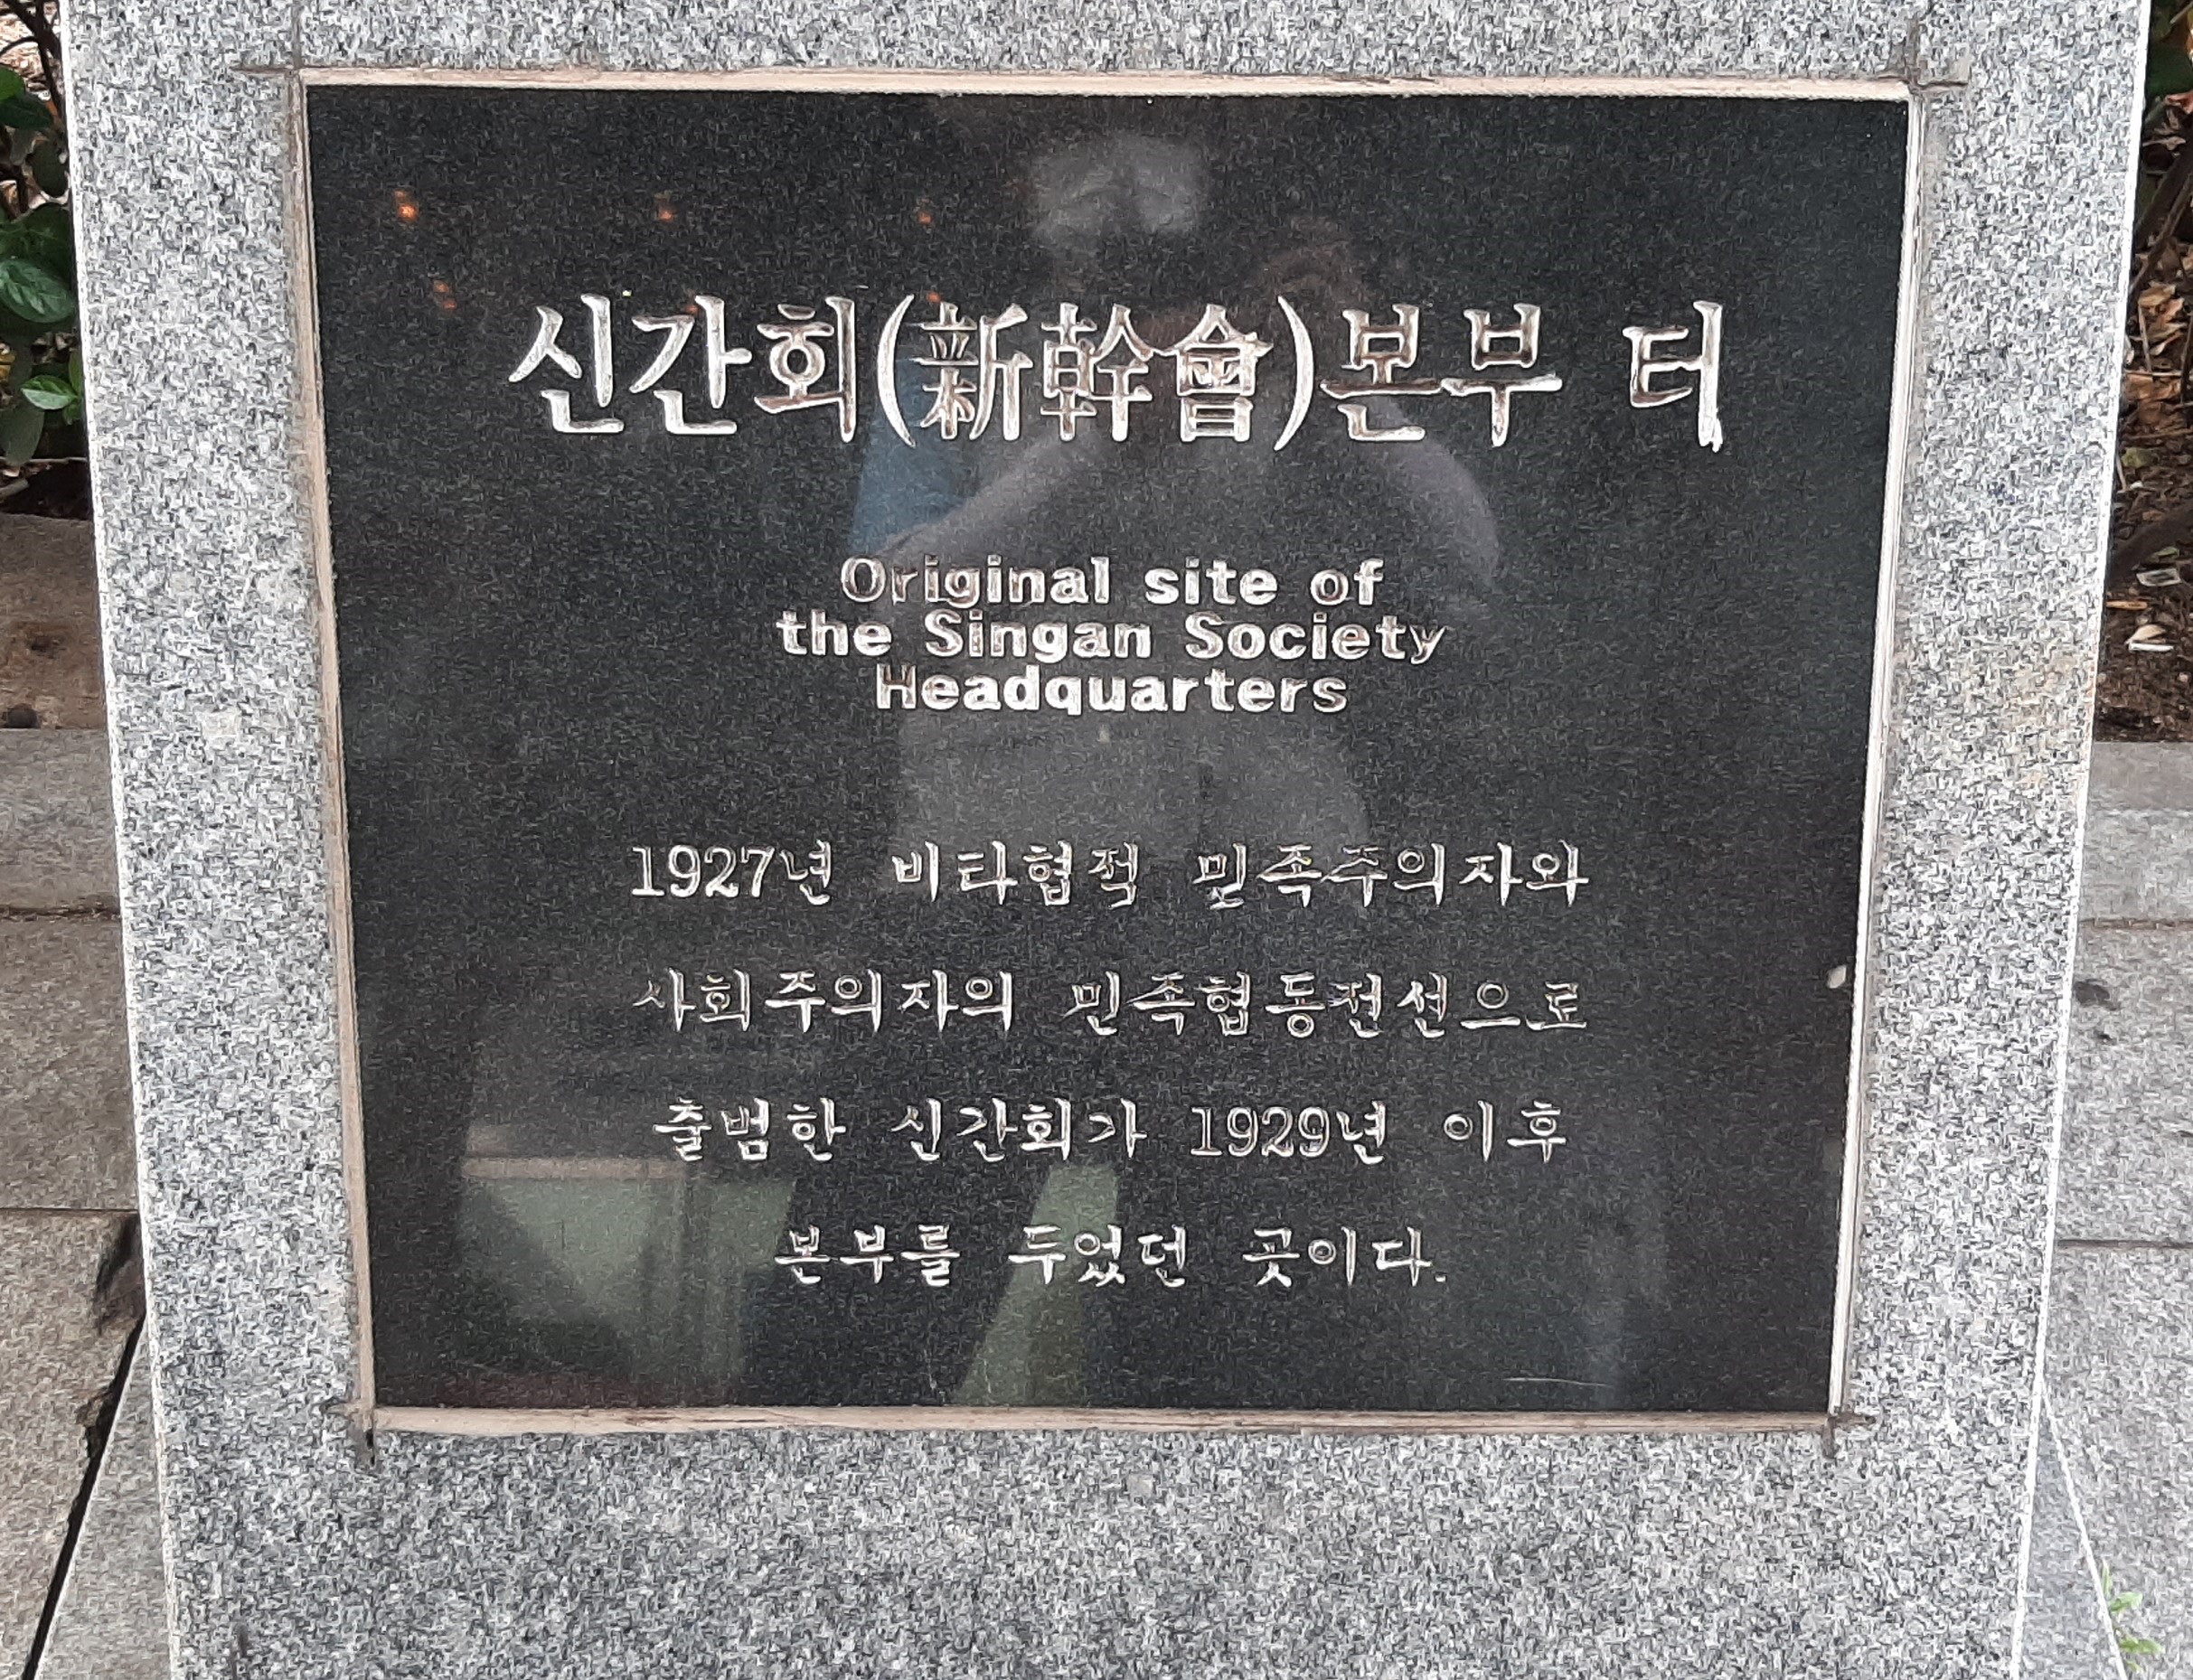 신간회(新幹會)본부 터
Original site of
the Singan Society
Headquarters
1927년 비타협적 민족주의자와
사회주의자의 민족협동전선으로
출범한 신간회가 1929년 이후
본부를 두었던 곳이다.